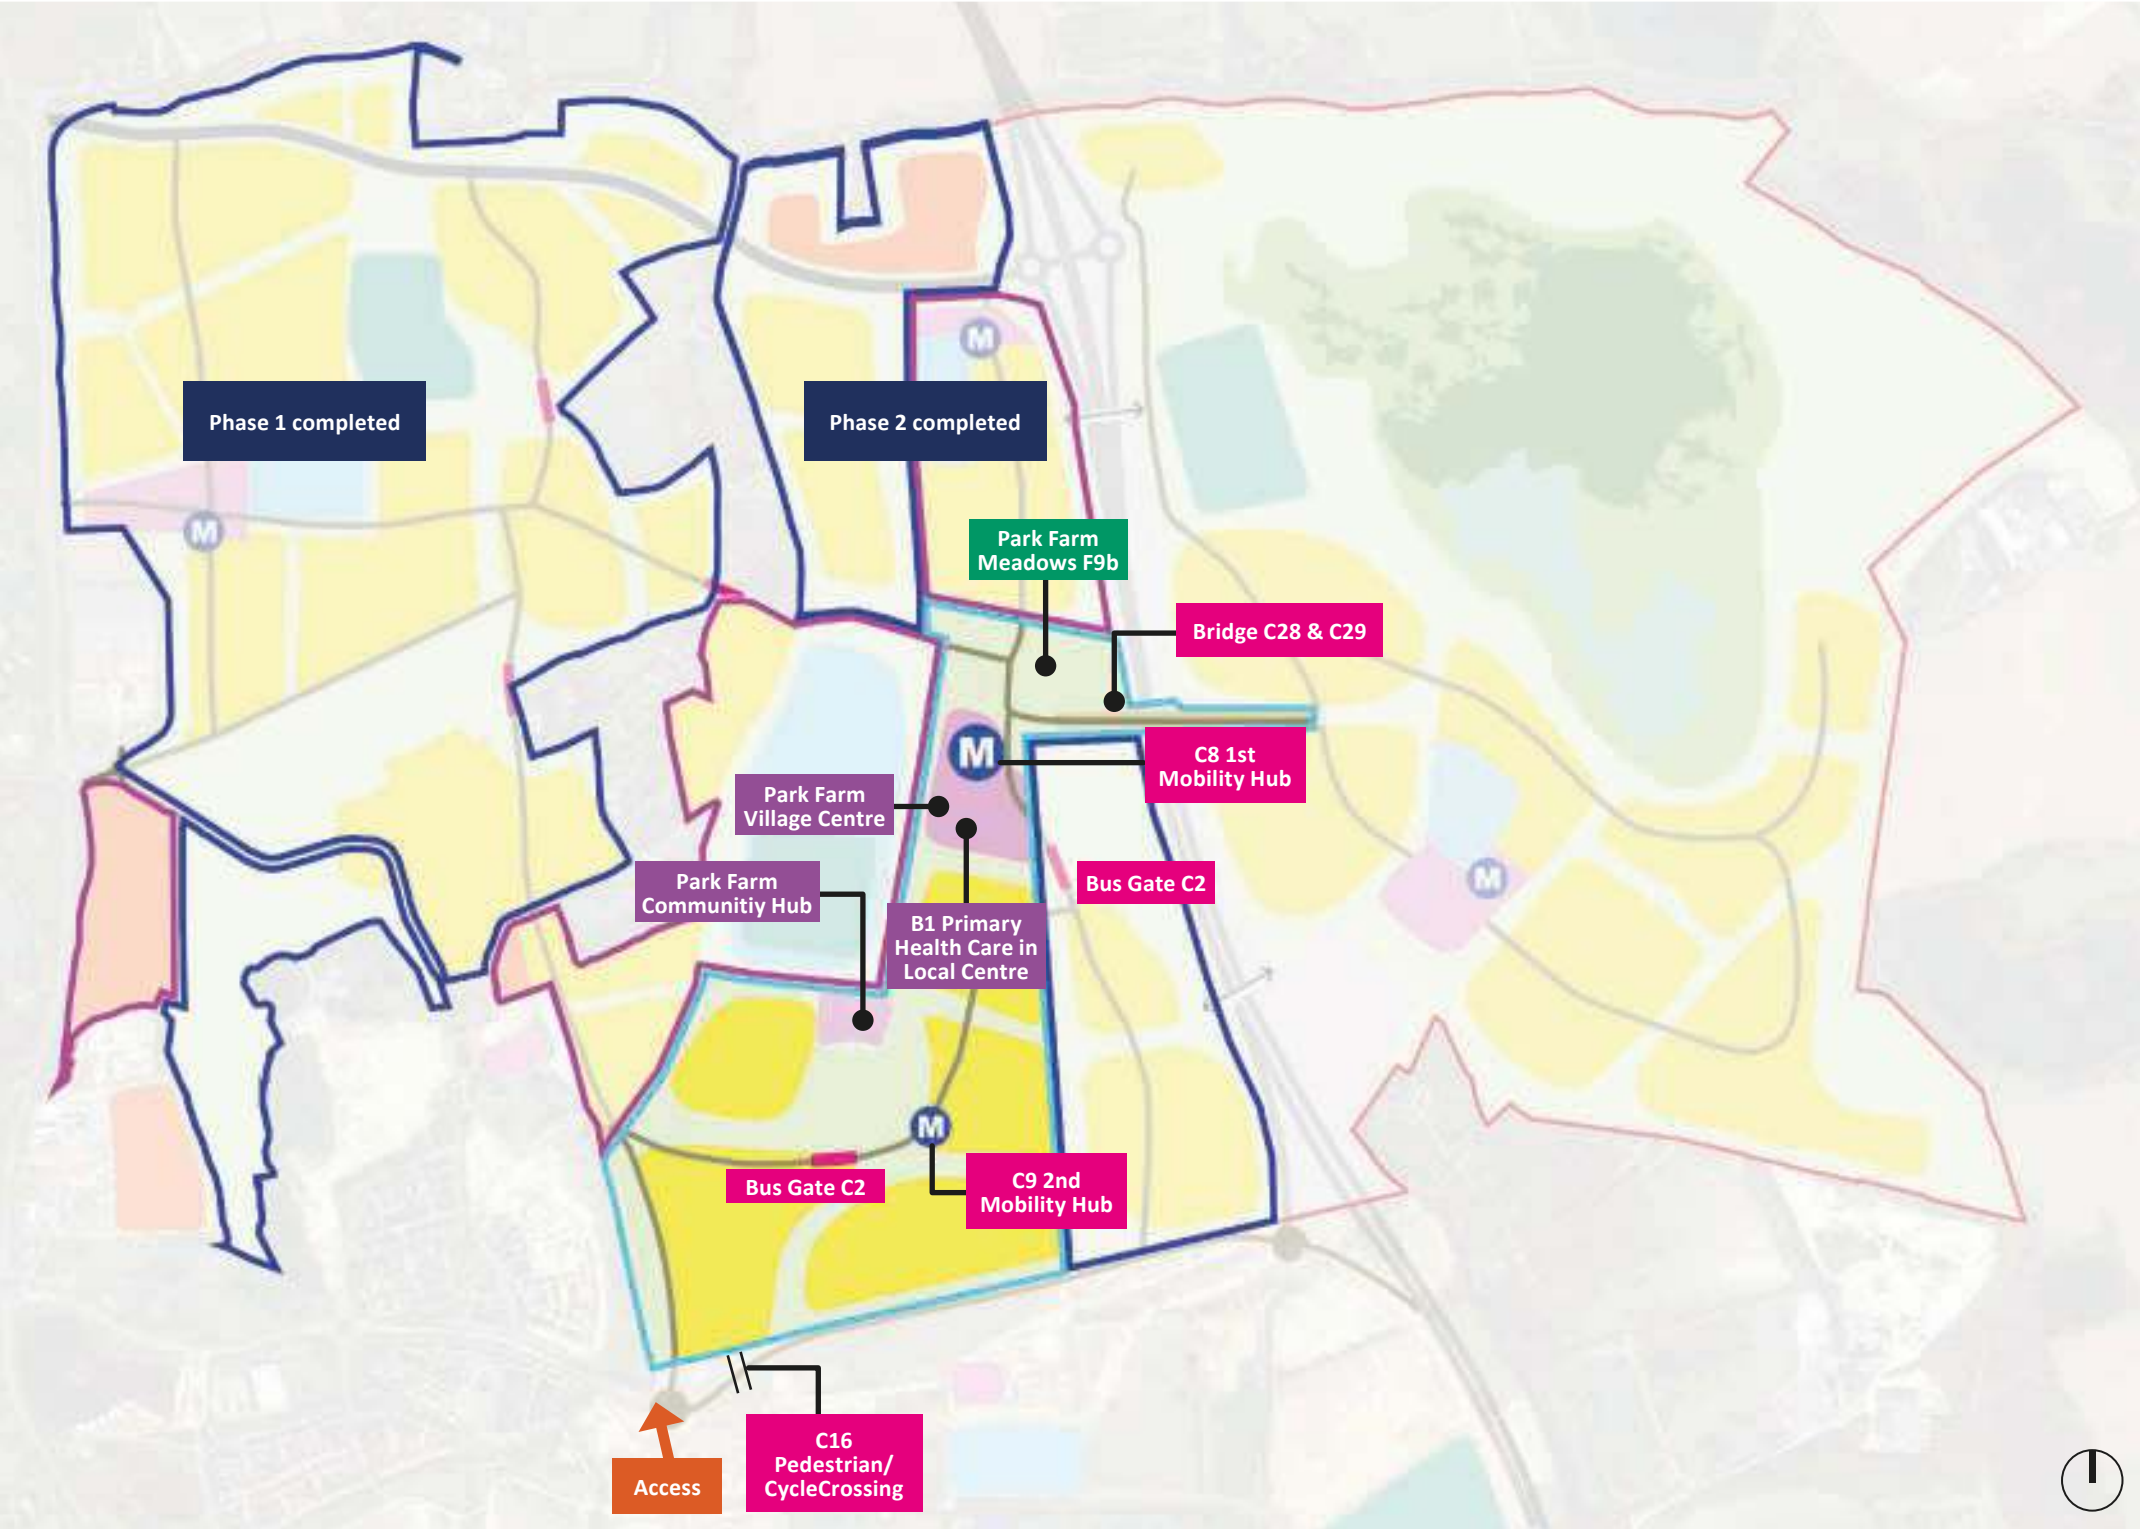 Phase 1 completed
Phase 2 completed
M
M
Park Farm
Meadows F9b
Bridge C28 & C29
M
C8 1st
Mobility Hub
Park Farm
Village Centre
Park Farm
Communitiy Hub
Bus Gate C2
M
B1 Primary
Health Care in
Local Centre
M
Bus Gate C2
C9 2nd
Mobility Hub
C16
Pedestrian/
CycleCrossing
Access